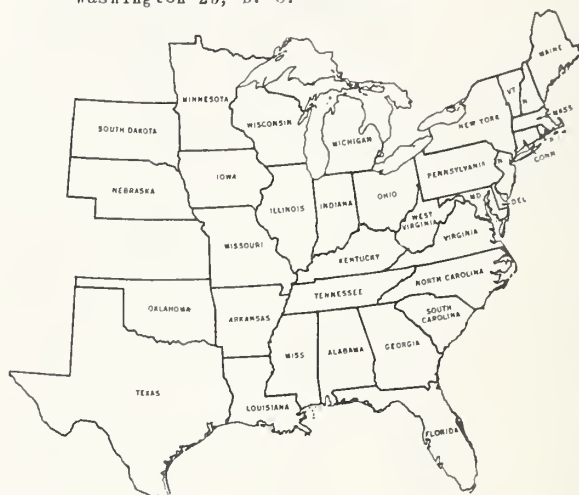 Washington 25, D. C.
MAINE
MINNESOTA
VT
N
MASS
SOUTH DAKOTA
WISCONSIN
NEW YORK
MICHIGAN
CONN
IOWA
PENNSYLVANIA
N
NEBRASKA
OHIO
MD
DEL
ILLINOIS
INDIANA
WEST
VIRGINIA
VIRGINIA
MISSOURI
KENTUCKY
NORTH CAROLINA
TENNESSEE
OKLAHOMA
ARKANSAS
SOUTH
CAROLINA
MISS
ALABAMA
GEORGIA
TEXAS
LOUISIANA
FLORIDA